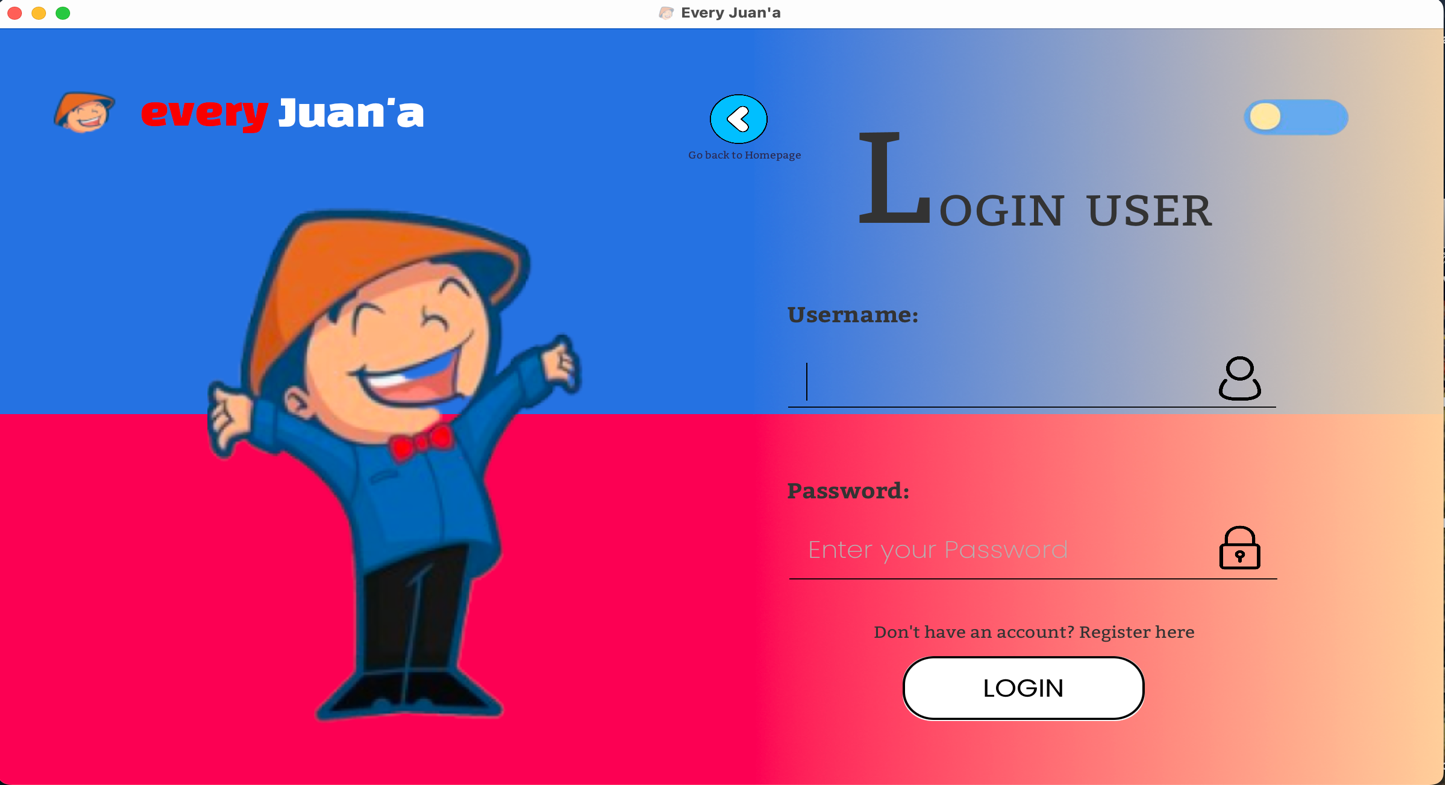 Every Juan'a
every Juan'a
Go back to Homepage
LOGIN USER
Username:
Password:
Enter your Password
Don't have an account? Register here
LOGIN